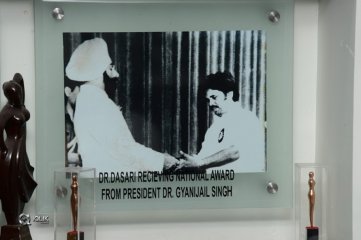 DR.DASARI RECIEVING NATIONAL AWARD
FROM PRESIDENT DR. GYANIJAIL SINGH